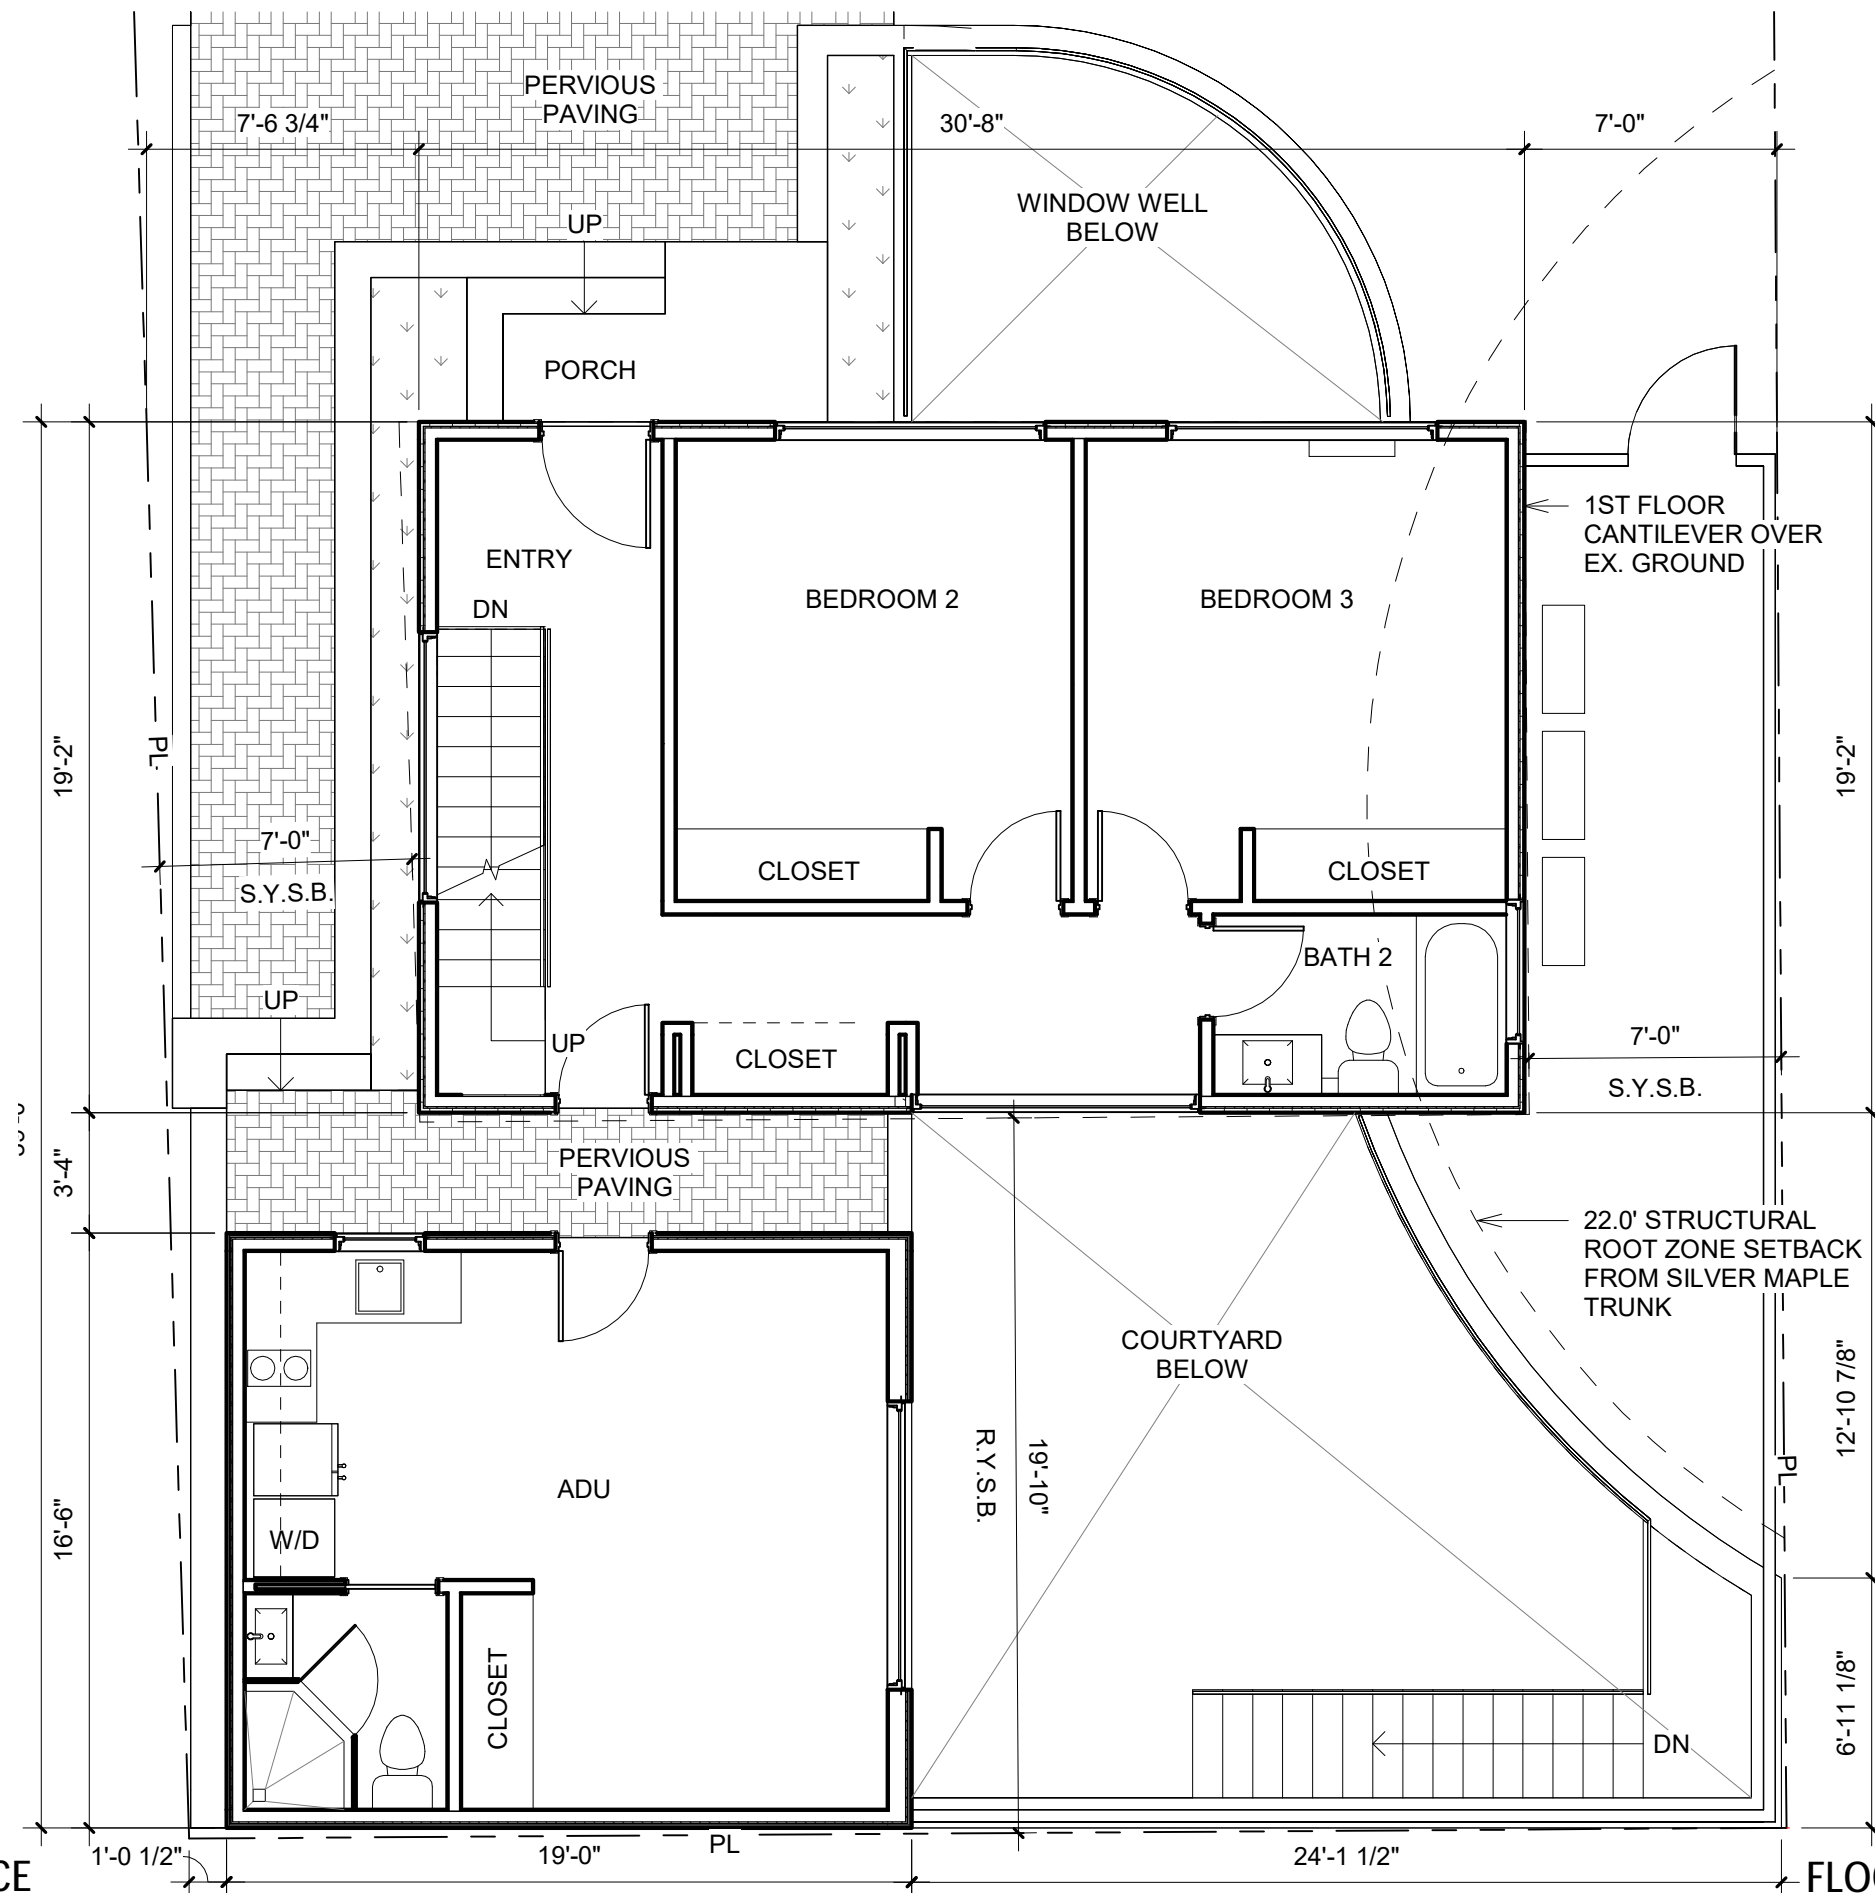 PERVIOUS
PAVING
7'-6 3/4"
30'-8"
7'-0"
UP
WINDOW WELL
BELOW
PORCH
1ST FLOOR
CANTILEVER OVER
EX. GROUND
ENTRY
DN
BEDROOM 2
BEDROOM 3
19'-2"
PL
19'-2"
7'-0"
S.Y.S.B.
CLOSET
CLOSET
BATH 2
UP
UP
CLOSET
7'-0"
S.Y.S.B.
3'-4"
PERVIOUS
PAVING
22.0' STRUCTURAL
ROOT ZONE SETBACK
FROM SILVER MAPLE
TRUNK
COURTYARD
BELOW
12'-10 7/8"
PL
R.Y.S.B.
19'-10"
ADU
16'-6"
W/D
CLOSET
DN
6'-11 1/8"
PL
1'-0 1/2"
19'-0"
24'-1 1/2"
CE
FLO